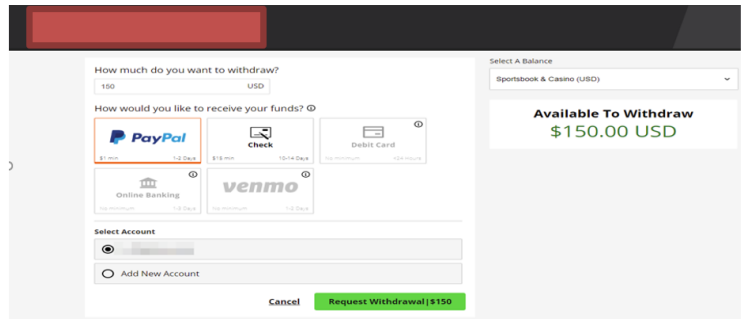 How much do you want to withdraw?
150 USD
How would you like to receive your funds?
PayPal
$1 min 1-2 Days
Check
$15 min 10-14 Days
Debit Card
No minimum <24 Hours
Online Banking
No minimum 1-5 Days
venmo
No minimum 1-5 Days
Select Account
Add New Account
Cancel
Request Withdrawal|$150
Select A Balance
Sportsbook & Casino (USD)
Available To Withdraw
$150.00 USD